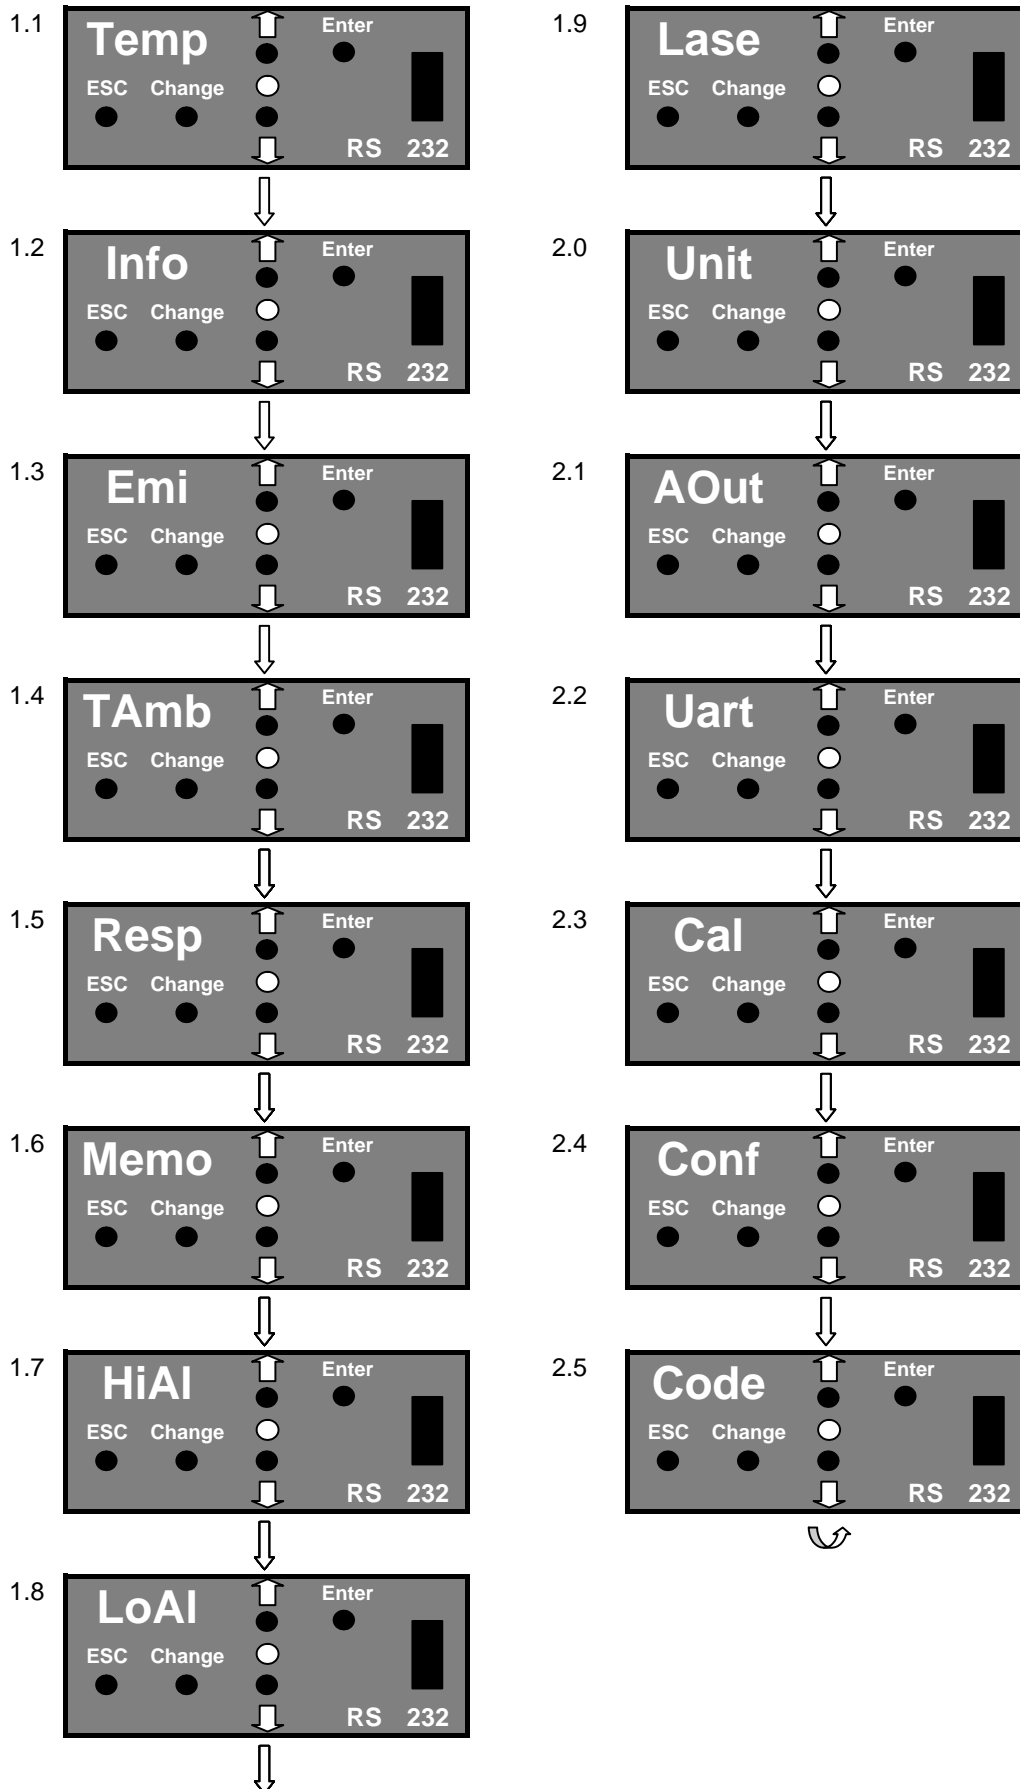 1.1
Temp
Enter
ESC Change
RS 232
1.2
Info
Enter
ESC Change
RS 232
1.3
Emi
Enter
ESC Change
RS 232
1.4
TAmb
Enter
ESC Change
RS 232
1.5
Resp
Enter
ESC Change
RS 232
1.6
Memo
Enter
ESC Change
RS 232
1.7
HiAl
Enter
ESC Change
RS 232
1.8
LoAl
Enter
ESC Change
RS 232
1.9
Lase
Enter
ESC Change
RS 232
2.0
Unit
Enter
ESC Change
RS 232
2.1
AOut
Enter
ESC Change
RS 232
2.2
Uart
Enter
ESC Change
RS 232
2.3
Cal
Enter
ESC Change
RS 232
2.4
Conf
Enter
ESC Change
RS 232
2.5
Code
Enter
ESC Change
RS 232